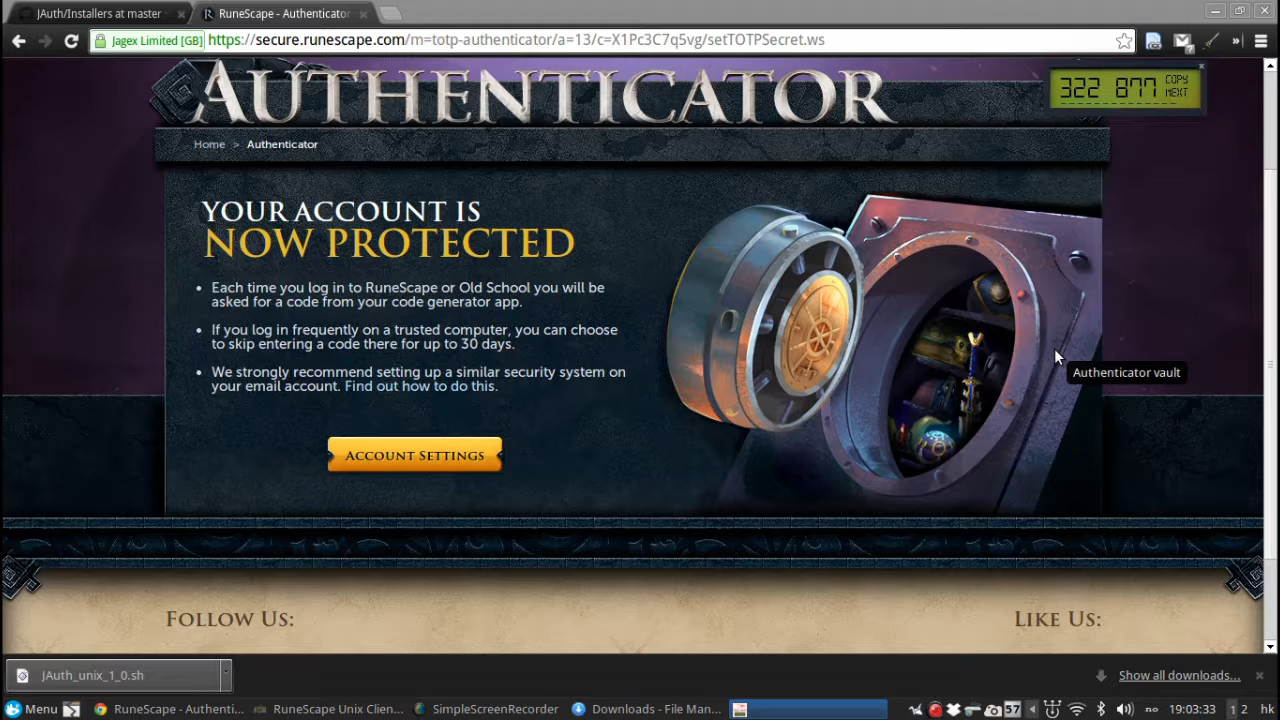 JAuth/Installers at master
RuneScape - Authenticator
Jagex Limited [GB]
https://secure.runescape.com/m=totp-authenticator/a=13/c=X1Pc3C7q5vg/setTOTPSecret.ws
AUTHENTICATOR
322 877
COPY
NEXT
Home > Authenticator
YOUR ACCOUNT IS
NOW PROTECTED
• Each time you log in to RuneScape or Old School you will be
asked for a code from your code generator app.
• If you log in frequently on a trusted computer, you can choose
to skip entering a code there for up to 30 days.
• We strongly recommend setting up a similar security system on
your email account. Find out how to do this.
Authenticator vault
ACCOUNT SETTINGS
FOLLOW US:
LIKE US:
JAuth_unix_1_0.sh
Show all downloads...
Menu
RuneScape - Authenti...
RuneScape Unix Clien...
SimpleScreenRecorder
Downloads - File Man...
57
no
19:03:33
1 2
hk